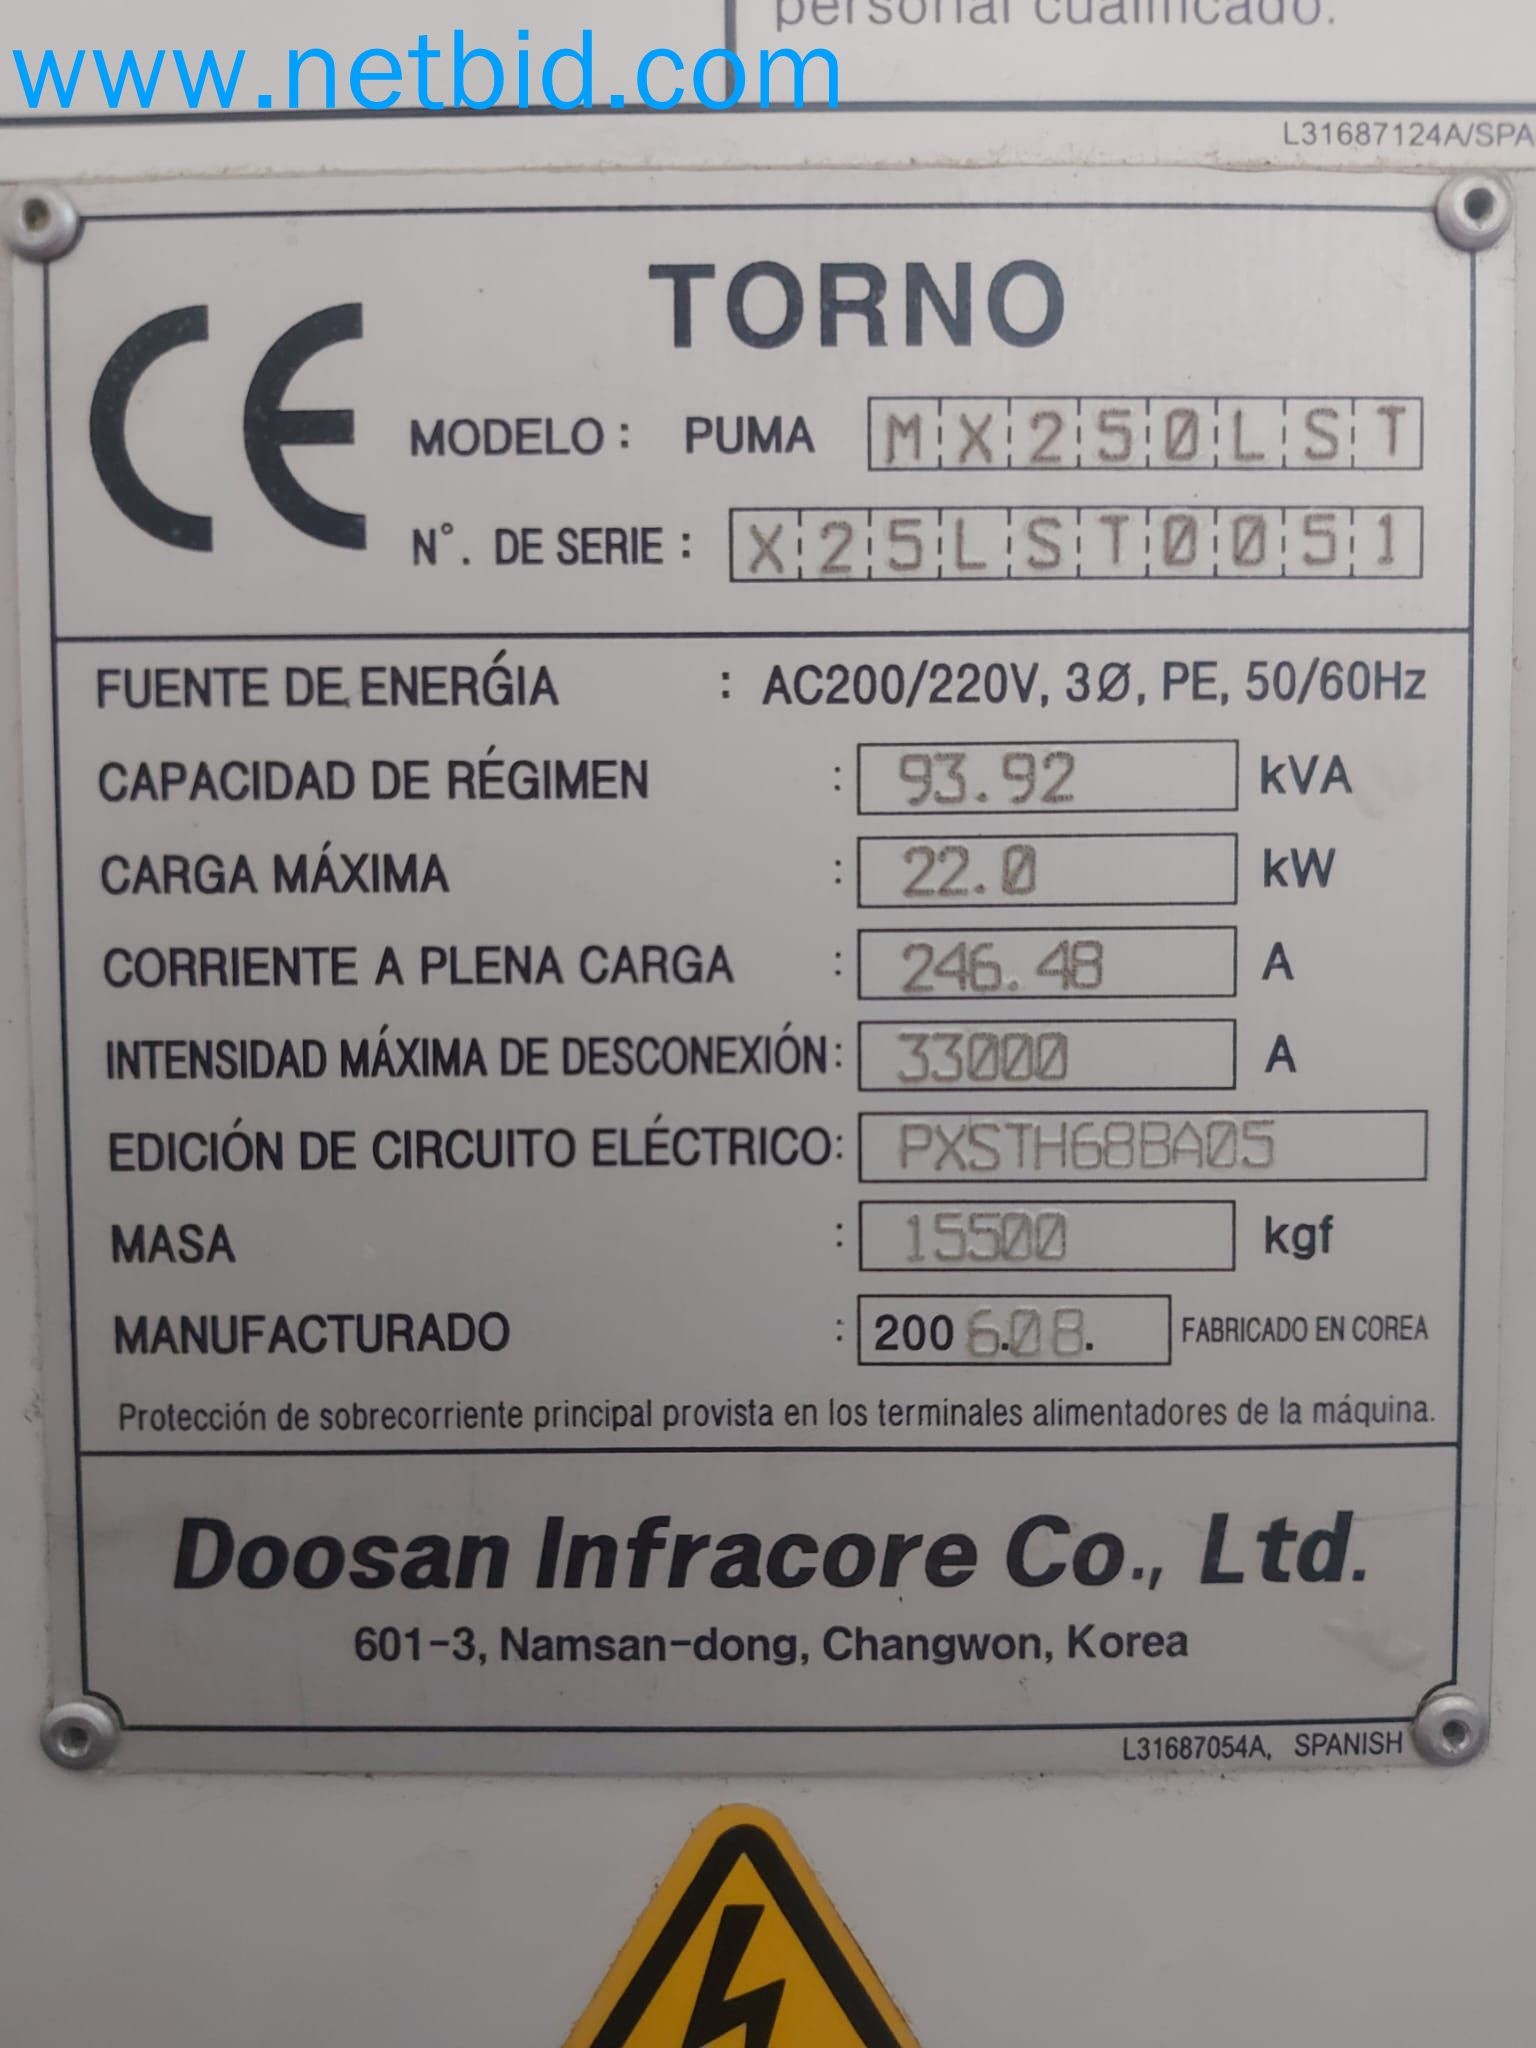 personal cualificado.
www.netbid.com
L31687124A/SPA
TORNO
CE
MODELO : PUMA MX250LST
N°. DE SERIE : X25LST0051
FUENTE DE ENERǴIA : AC200/220V, 3Ø, PE, 50/60Hz
CAPACIDAD DE RÉGIMEN : 93.92 kVA
CARGA MÁXIMA : 22.0 kW
CORRIENTE A PLENA CARGA : 246.48 A
INTENSIDAD MÁXIMA DE DESCONEXIÓN: 33000 A
EDICIÓN DE CIRCUITO ELÉCTRICO: PXSTH68BA05
MASA : 15500 kgf
MANUFACTURADO : 2006.08. FABRICADO EN COREA
Protección de sobrecorriente principal provista en los terminales alimentadores de la máquina.
Doosan Infracore Co., Ltd.
601-3, Namsan-dong, Changwon, Korea
L31687054A, SPANISH